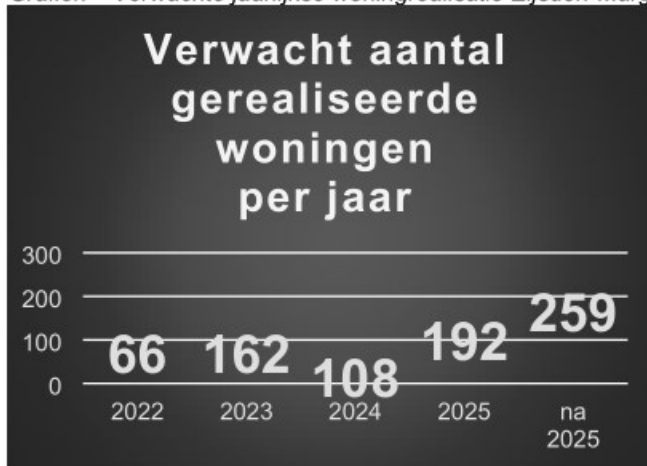 Verwacht aantal
gerealiseerde
woningen
per jaar
300
200
100
0
66 162 108 192 259
2022 2023 2024 2025 na
2025